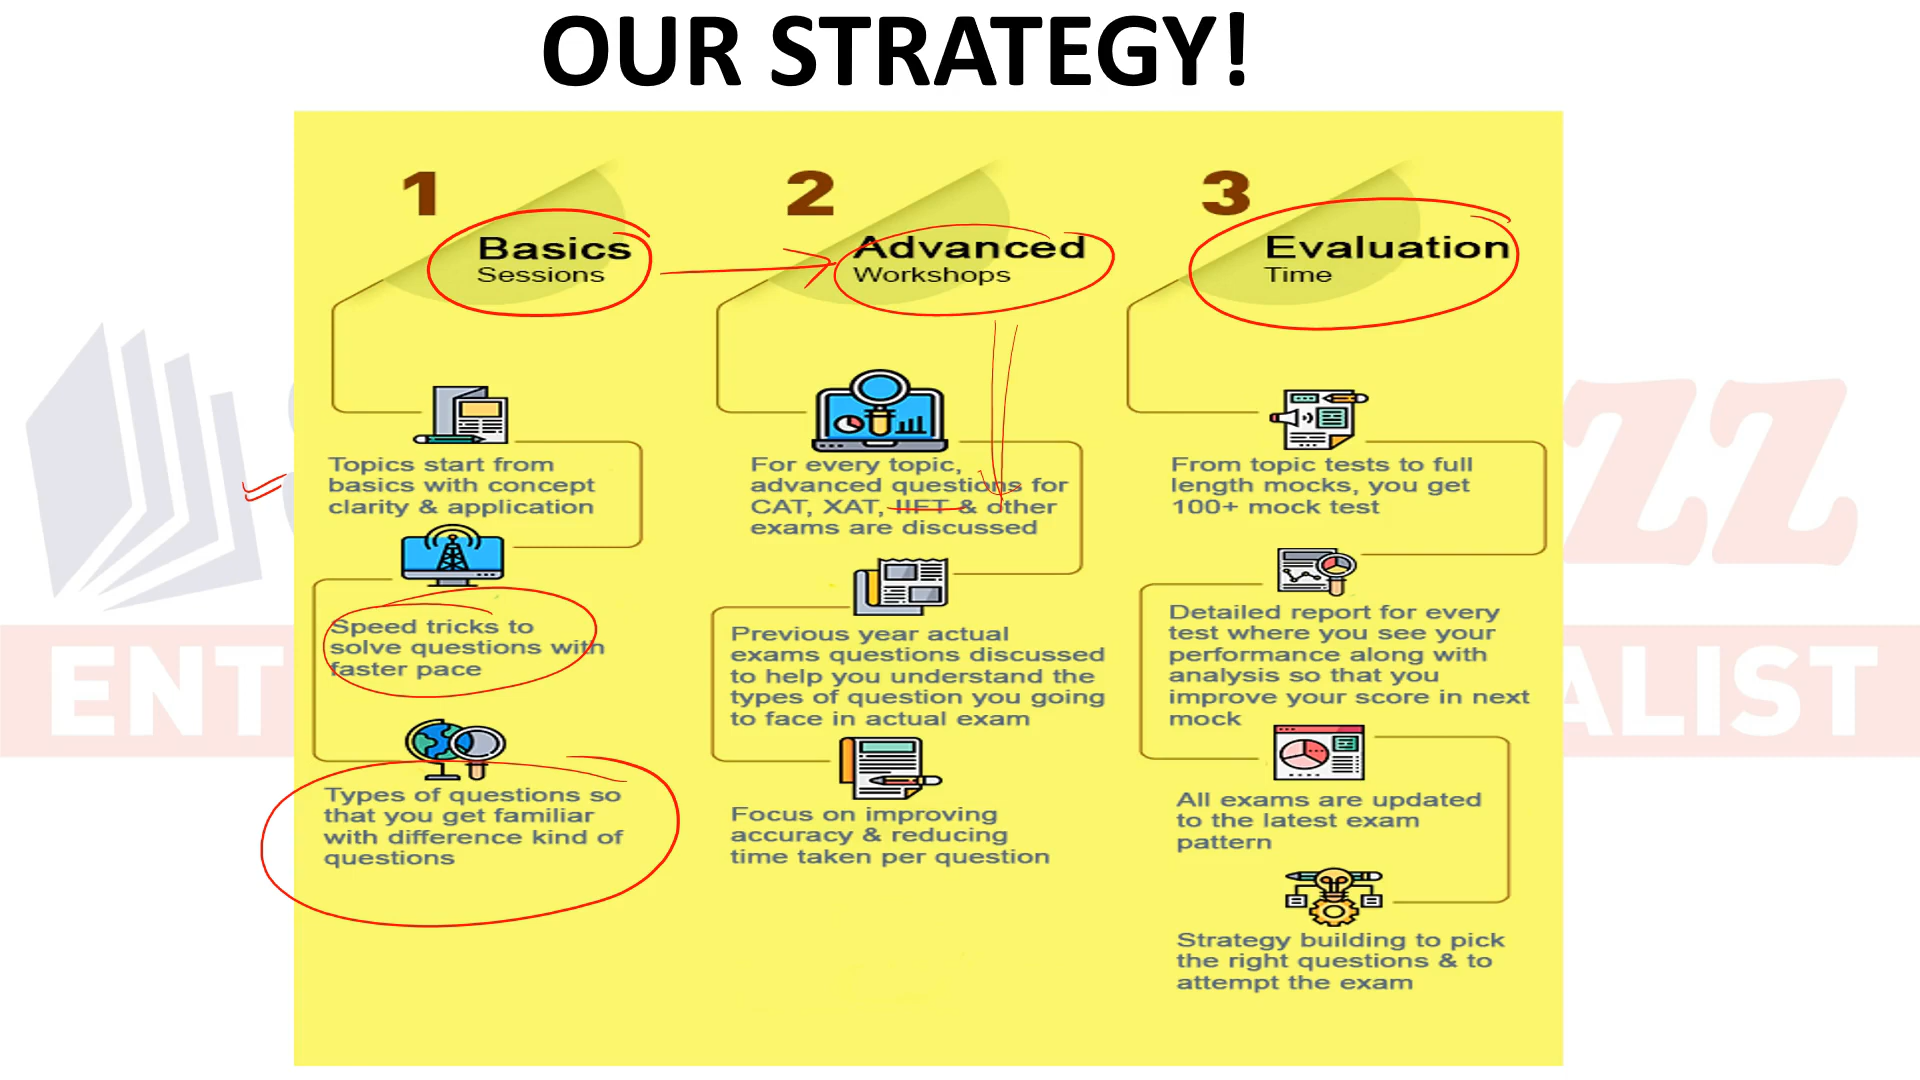 OUR STRATEGY!
1
Basics
Sessions
Topics start from
basics with concept
clarity & application
Speed tricks to
solve questions with
faster pace
Types of questions so
that you get familiar
with difference kind of
questions
2
Advanced
Workshops
For every topic,
advanced questions for
CAT, XAT, IIFT & other
exams are discussed
Previous year actual
exams questions discussed
to help you understand the
types of question you going
to face in actual exam
Focus on improving
accuracy & reducing
time taken per question
3
Evaluation
Time
From topic tests to full
length mocks, you get
100+ mock test
Detailed report for every
test where you see your
performance along with
analysis so that you
improve your score in next
mock
All exams are updated
to the latest exam
pattern
Strategy building to pick
the right questions & to
attempt the exam
ZZ
ENT
ALIST